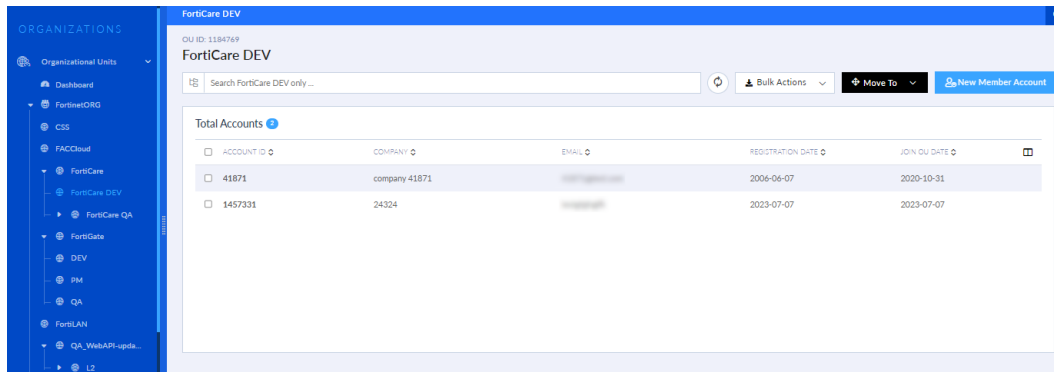 ORGANIZATIONS
Organizational Units
Dashboard
FortinetORG
CSS
FACCloud
FortiCare
FortiCare DEV
FortiCare QA
FortiGate
DEV
PM
QA
FortiLAN
QA_WebAPI-upda...
L2
FortiCare DEV
OU ID: 1184769
FortiCare DEV
Search FortiCare DEV only ...
Bulk Actions
Move To
New Member Account
Total Accounts 2
ACCOUNT ID COMPANY EMAIL REGISTRATION DATE JOIN OU DATE
41871 company 41871 2006-06-07 2020-10-31
1457331 24324 2023-07-07 2023-07-07